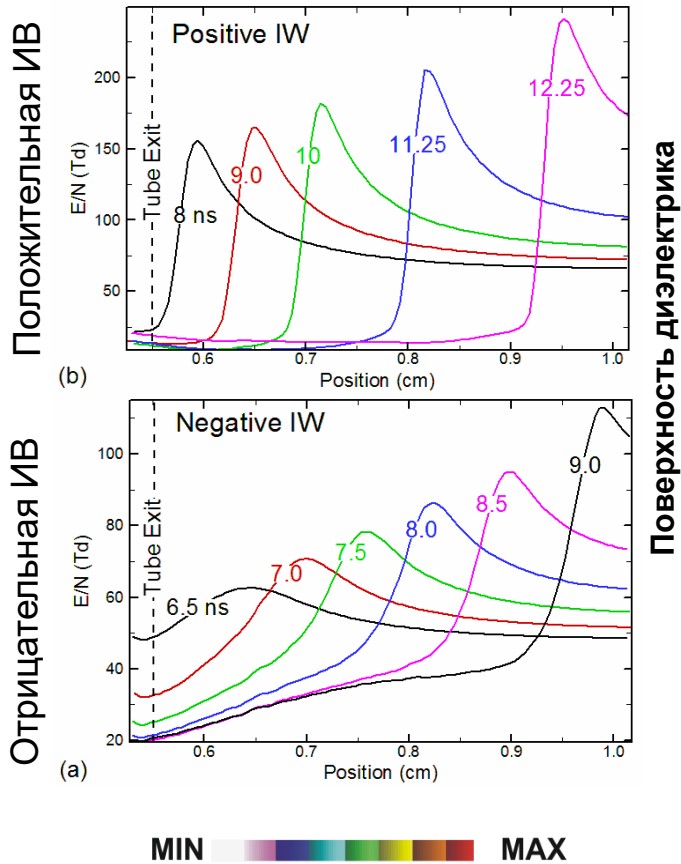 Положительная ИВ
Positive IW
E/N (Td)
200
150
100
50
Tube Exit
8 ns
9.0
10
11.25
12.25
0.6
0.7
0.8
0.9
1.0
Position (cm)
(b)
Отрицательная ИВ
Negative IW
E/N (Td)
100
80
60
40
20
Tube Exit
6.5 ns
7.0
7.5
8.0
8.5
9.0
0.6
0.7
0.8
0.9
1.0
Position (cm)
(a)
Поверхность диэлектрика
MIN
MAX